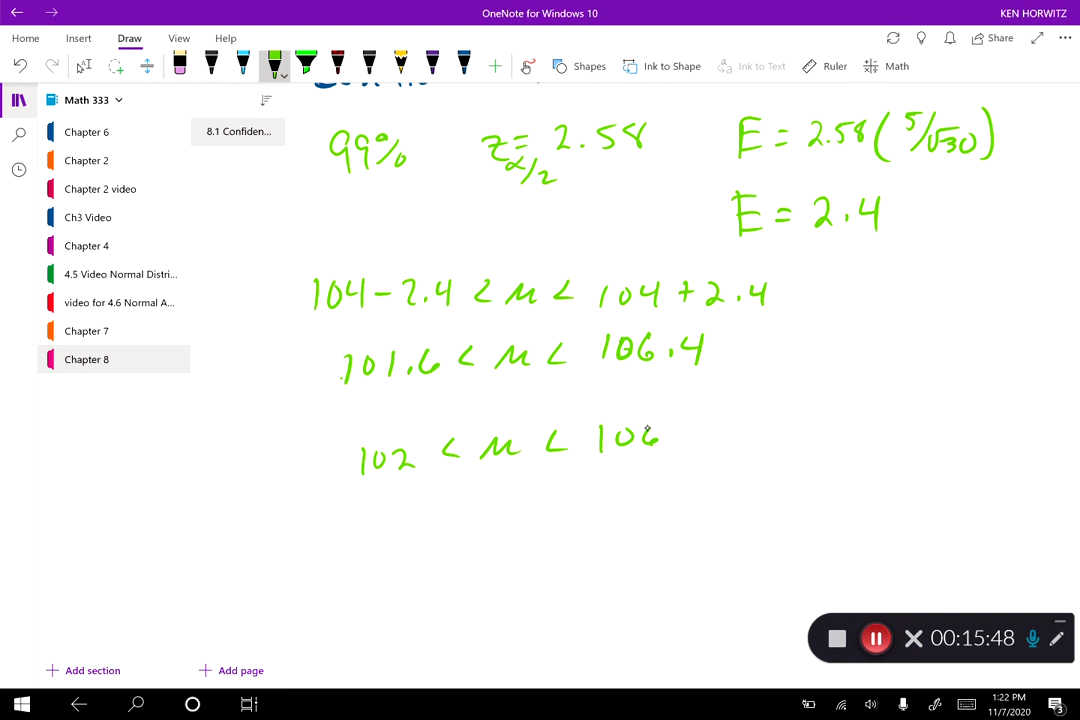 OneNote for Windows 10
KEN HORWITZ
Home Insert Draw View Help
Share
Shapes Ink to Shape Ink to Text Ruler Math
Math 333
Chapter 6
Chapter 2
Chapter 2 video
Ch3 Video
Chapter 4
4.5 Video Normal Distri...
video for 4.6 Normal A...
Chapter 7
Chapter 8
8.1 Confiden...
99% z α/2 = 2.58 E = 2.58 ( 5/√30 )
E = 2.4
104 - 2.4 < μ < 104 + 2.4
101.6 < μ < 106.4
102 < μ < 106
00:15:48
Add section
Add page
1:22 PM
11/7/2020
3